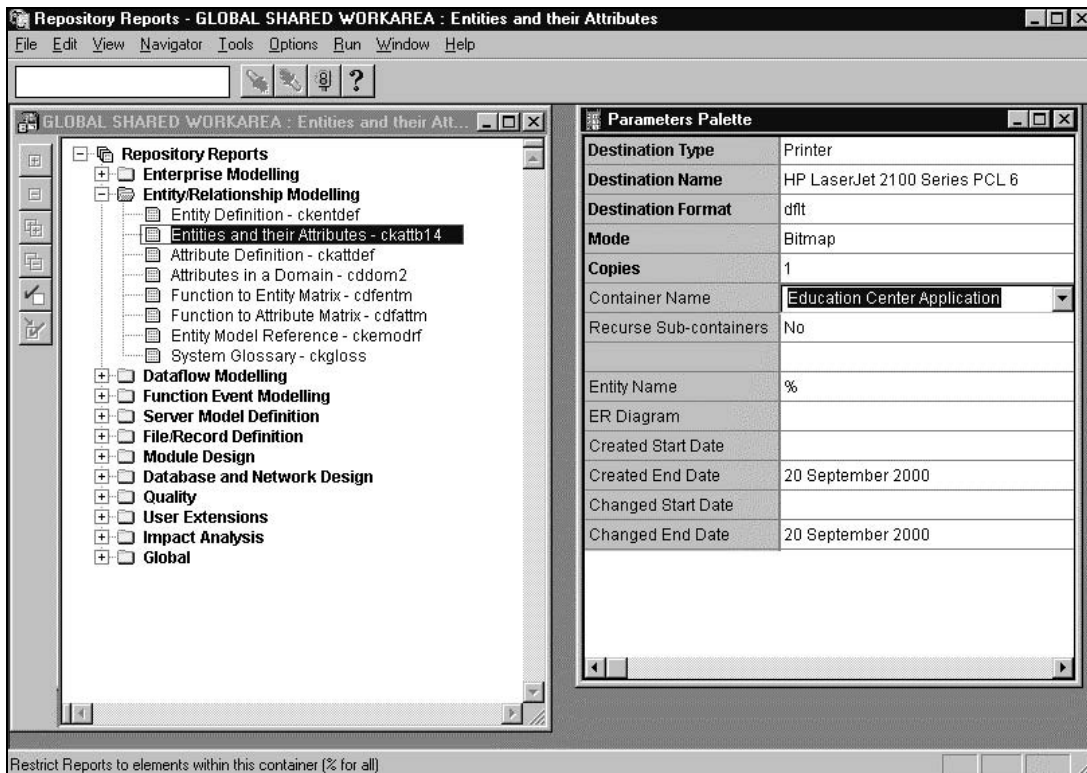 Repository Reports - GLOBAL SHARED WORKAREA : Entities and their Attributes
File Edit View Navigator Tools Options Run Window Help
GLOBAL SHARED WORKAREA : Entities and their Att...
Repository Reports
Enterprise Modelling
Entity/Relationship Modelling
Entity Definition - ckentdef
Entities and their Attributes - ckattb14
Attribute Definition - ckattdef
Attributes in a Domain - cddom2
Function to Entity Matrix - cdfentm
Function to Attribute Matrix - cdfattm
Entity Model Reference - ckemodrf
System Glossary - ckgloss
Dataflow Modelling
Function Event Modelling
Server Model Definition
File/Record Definition
Module Design
Database and Network Design
Quality
User Extensions
Impact Analysis
Global
Parameters Palette
Destination Type Printer
Destination Name HP LaserJet 2100 Series PCL 6
Destination Format dflt
Mode Bitmap
Copies 1
Container Name Education Center Application
Recurse Sub-containers No
Entity Name %
ER Diagram
Created Start Date
Created End Date 20 September 2000
Changed Start Date
Changed End Date 20 September 2000
Restrict Reports to elements within this container (% for all)